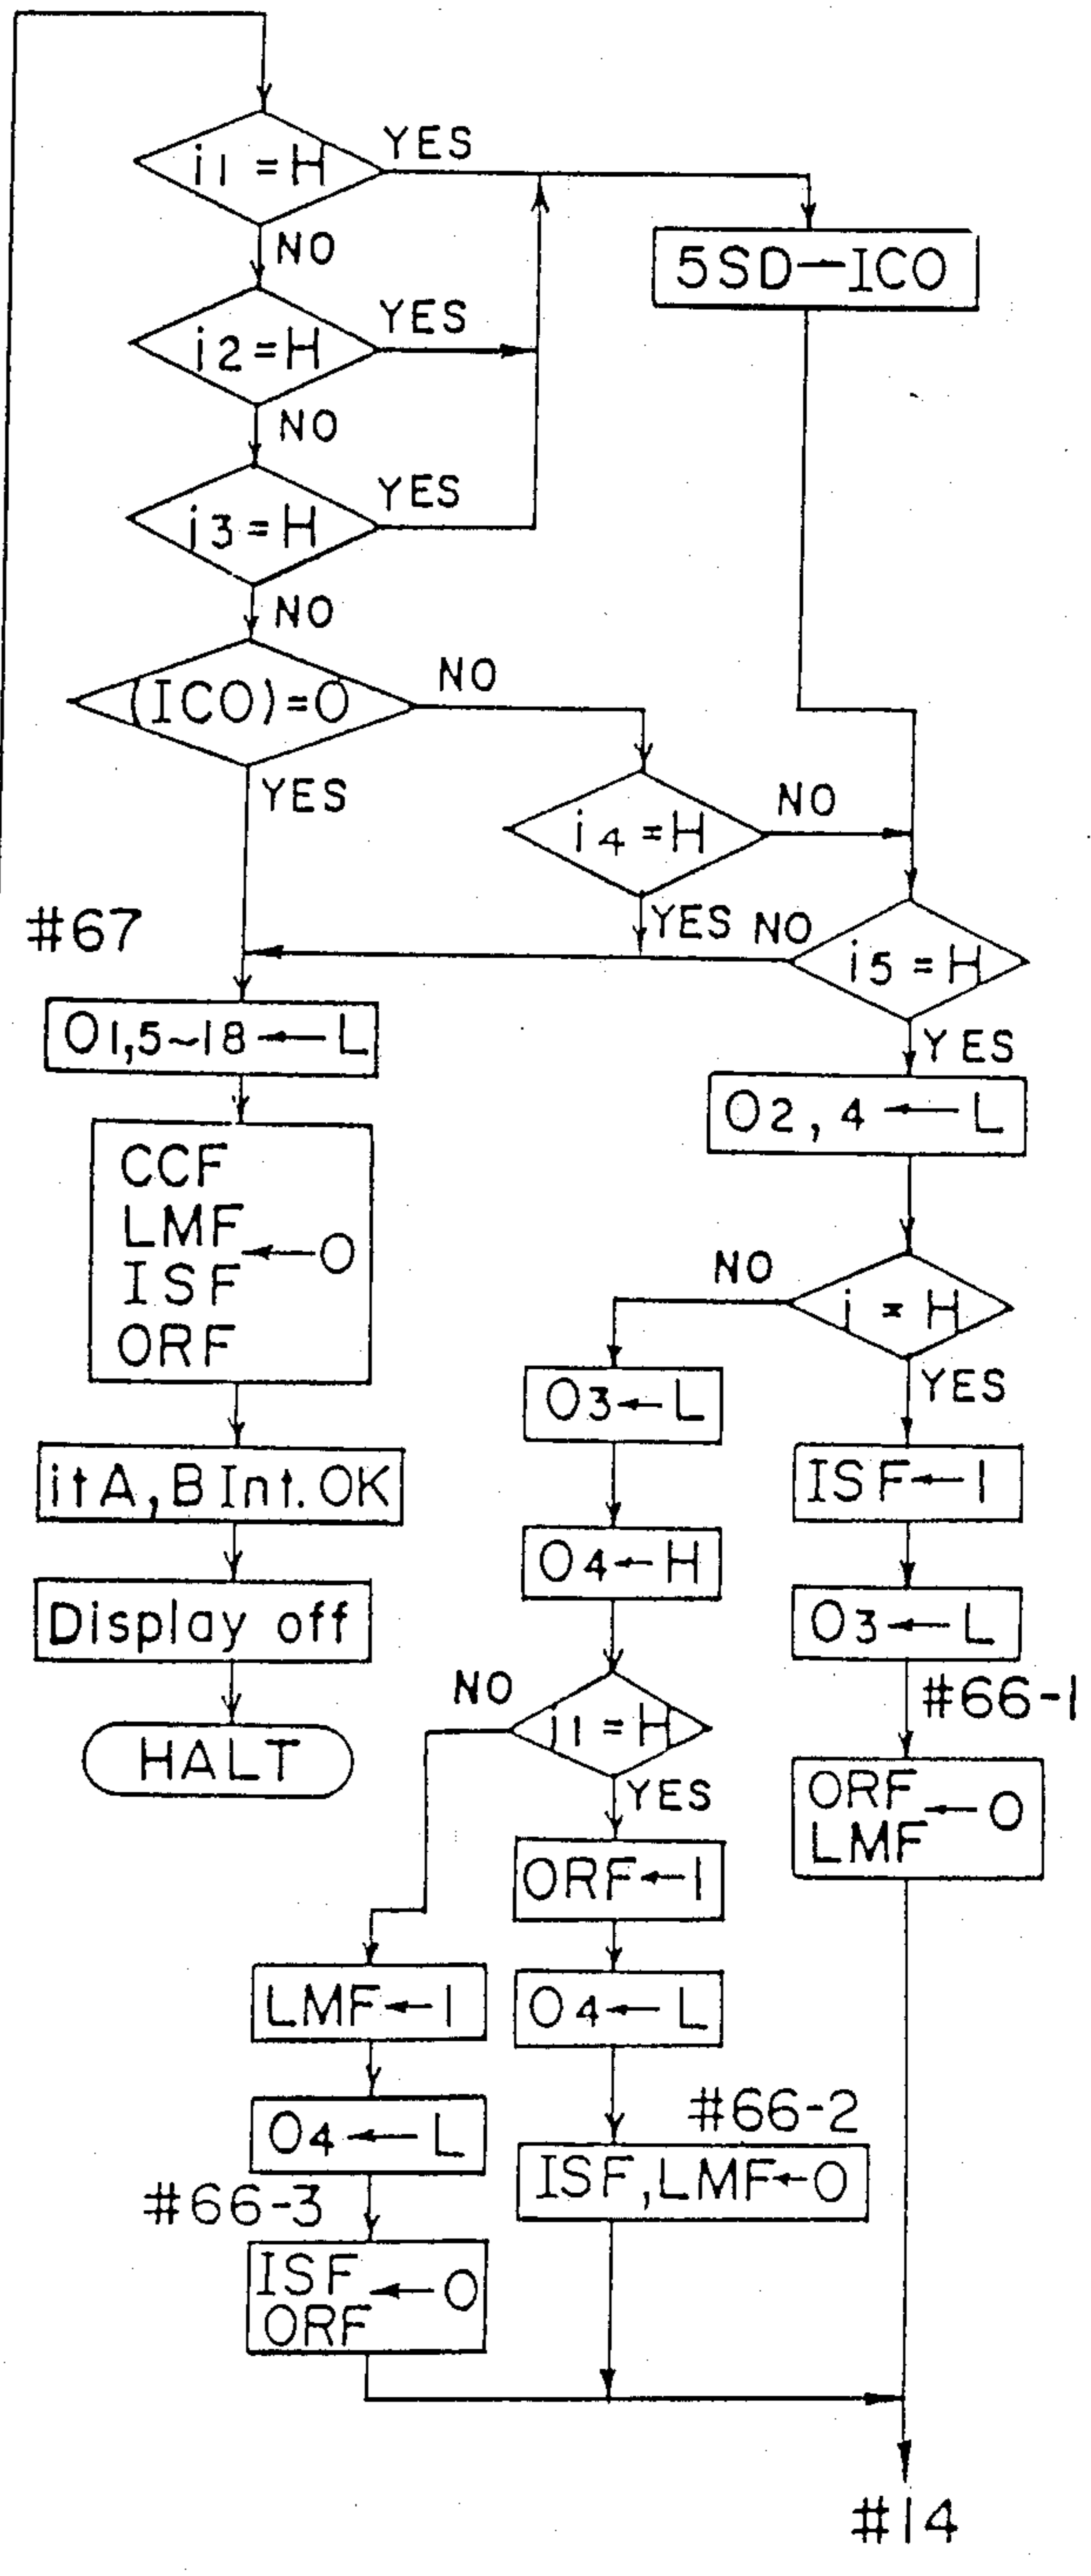 i1=H
YES
NO
5SD←ICO
i2=H
YES
NO
i3=H
YES
NO
(ICO)=0
NO
YES
i4=H
NO
YES
#67
i5=H
NO
YES
O1,5~18←L
O2,4←L
CCF
LMF
ISF
ORF
←0
i=H
NO
YES
O3←L
ISF←1
itA,B Int.OK
O4←H
O3←L
Display off
#66-1
i1=H
NO
YES
HALT
ORF
LMF
←0
ORF←1
LMF←1
O4←L
O4←L
#66-2
ISF,LMF←0
#66-3
ISF
ORF
←0
#14